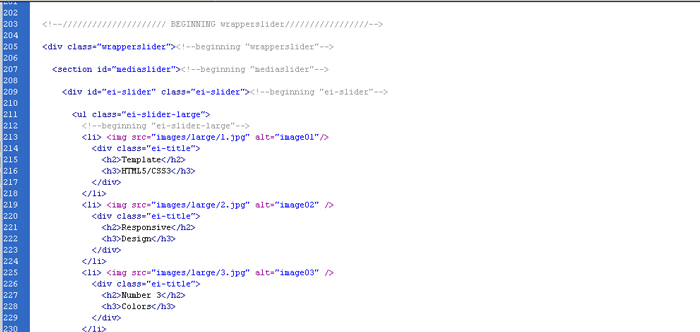 201
202
203 <!--///////////////////// BEGINNING wrapperslider/////////////////-->
204
205 <div class="wrapperslider"><!--beginning "wrapperslider"-->
206
207 <section id="mediaslider"><!--beginning "mediaslider"-->
208
209 <div id="ei-slider" class="ei-slider"><!--beginning "ei-slider"-->
210
211 <ul class="ei-slider-large">
212 <!--beginning "ei-slider-large"-->
213 <li> <img src="images/large/1.jpg" alt="image01"/>
214 <div class="ei-title">
215 <h2>Template</h2>
216 <h3>HTML5/CSS3</h3>
217 </div>
218 </li>
219 <li> <img src="images/large/2.jpg" alt="image02" />
220 <div class="ei-title">
221 <h2>Responsive</h2>
222 <h3>Design</h3>
223 </div>
224 </li>
225 <li> <img src="images/large/3.jpg" alt="image03" />
226 <div class="ei-title">
227 <h2>Number 3</h2>
228 <h3>Colors</h3>
229 </div>
230 </li>